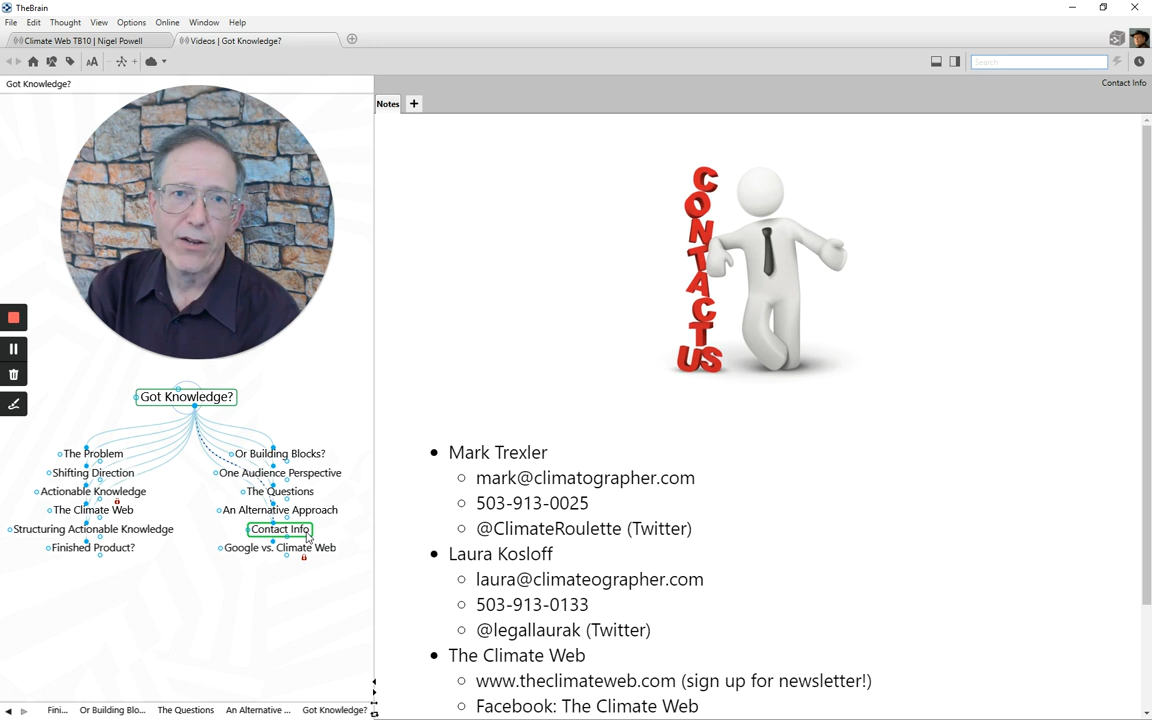 TheBrain
File Edit Thought View Options Online Window Help
Climate Web TB10 | Nigel Powell
Videos | Got Knowledge?
AA
Search
Got Knowledge?
Contact Info
Notes
CONTACT US
Got Knowledge?
The Problem
Shifting Direction
Actionable Knowledge
The Climate Web
Structuring Actionable Knowledge
Finished Product?
Or Building Blocks?
One Audience Perspective
The Questions
An Alternative Approach
Contact Info
Google vs. Climate Web
Mark Trexler
mark@climatographer.com
503-913-0025
@ClimateRoulette (Twitter)
Laura Kosloff
laura@climateographer.com
503-913-0133
@legallaurak (Twitter)
The Climate Web
www.theclimateweb.com (sign up for newsletter!)
Facebook: The Climate Web
Fini... Or Building Blo... The Questions An Alternative ... Got Knowledge?